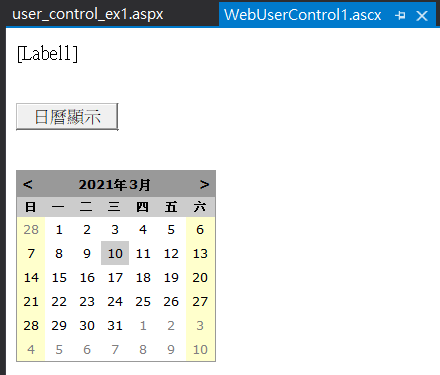 user_control_ex1.aspx WebUserControl1.ascx
[Label1]
日曆顯示
< 2021年3月 >
日 一 二 三 四 五 六
28 1 2 3 4 5 6
7 8 9 10 11 12 13
14 15 16 17 18 19 20
21 22 23 24 25 26 27
28 29 30 31 1 2 3
4 5 6 7 8 9 10